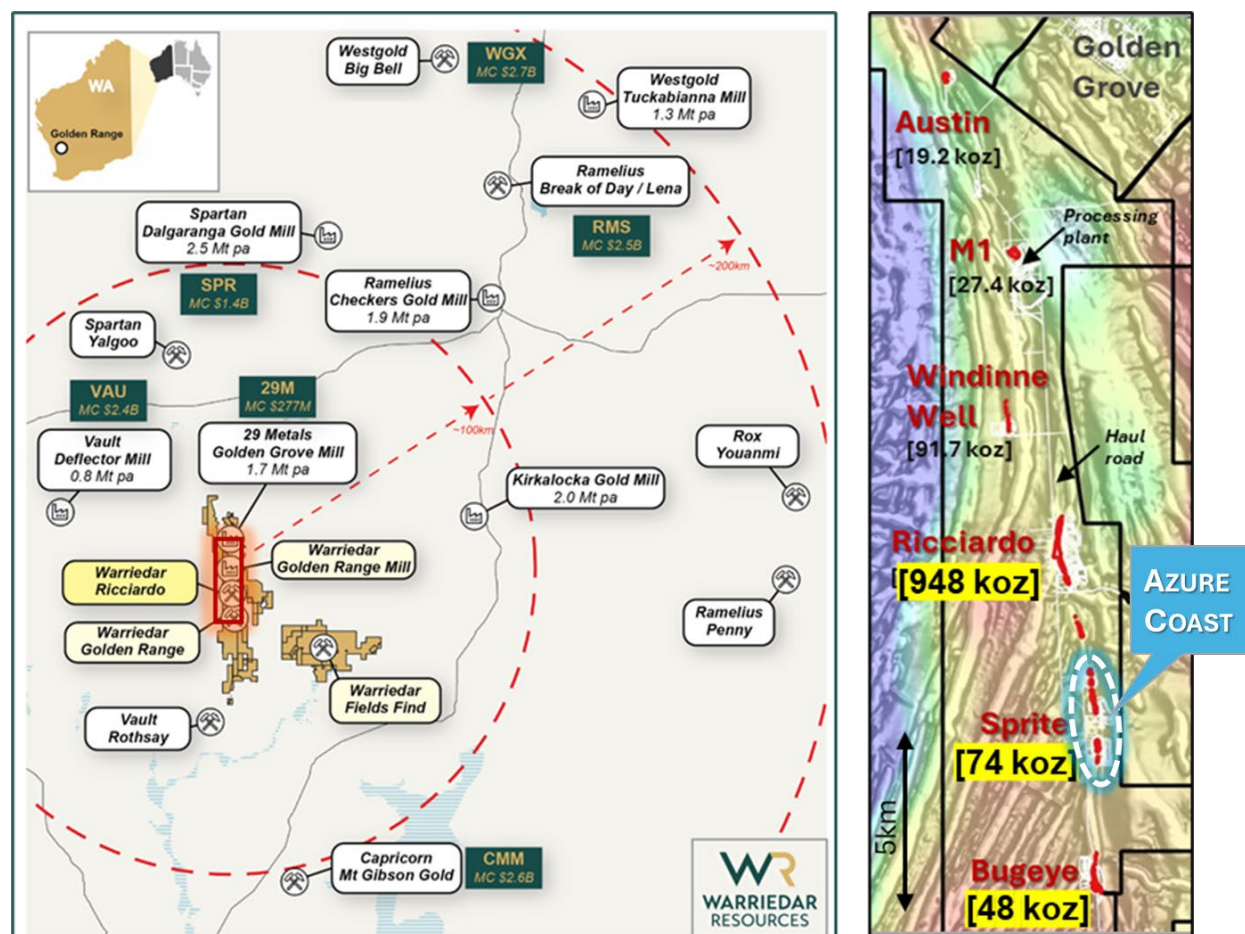 WA
Golden Range
Westgold
Big Bell
WGX
MC $2.7B
Westgold
Tuckabianna Mill
1.3 Mt pa
Ramelius
Break of Day / Lena
RMS
MC $2.5B
Spartan
Dalgaranga Gold Mill
2.5 Mt pa
SPR
MC $1.4B
Ramelius
Checkers Gold Mill
1.9 Mt pa
~200km
Spartan
Yalgoo
VAU
MC $2.4B
29M
MC $277M
~100km
Vault
Deflector Mill
0.8 Mt pa
29 Metals
Golden Grove Mill
1.7 Mt pa
Rox
Youanmi
Kirkalocka Gold Mill
2.0 Mt pa
Warriedar
Golden Range Mill
Warriedar
Ricciardo
Warriedar
Golden Range
Ramelius
Penny
Warriedar
Fields Find
Vault
Rothsay
Capricorn
Mt Gibson Gold
CMM
MC $2.6B
WR
WARRIEDAR
RESOURCES
Golden
Grove
Austin
[19.2 koz]
Processing
plant
M1
[27.4 koz]
Windinne
Well
[91.7 koz]
Haul
road
Ricciardo
[948 koz]
AZURE
COAST
Sprite
[74 koz]
5km
Bugeye
[48 koz]